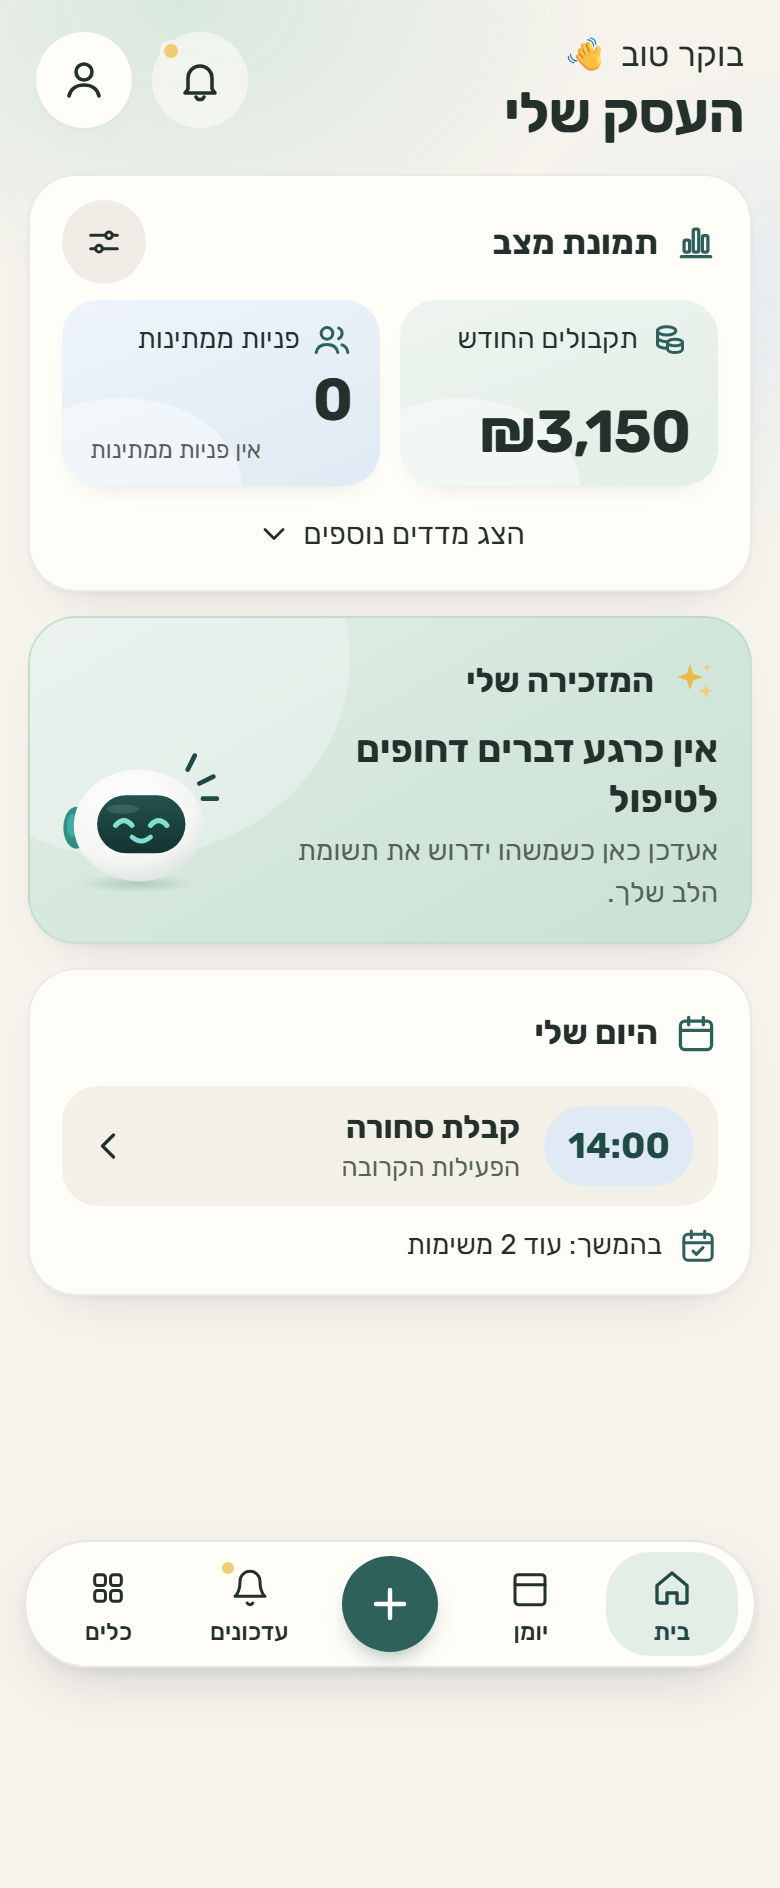 בוקר טוב 👋
העסק שלי
תמונת מצב
תקבולים החודש
₪3,150
פניות ממתינות
0
אין פניות ממתינות
הצג מדדים נוספים
המזכירה שלי
אין כרגע דברים דחופים
לטיפול
אעדכן כאן כשמשהו ידרוש את תשומת
הלב שלך.
היום שלי
14:00
קבלת סחורה
הפעילות הקרובה
בהמשך: עוד 2 משימות
בית
יומן
עדכונים
כלים